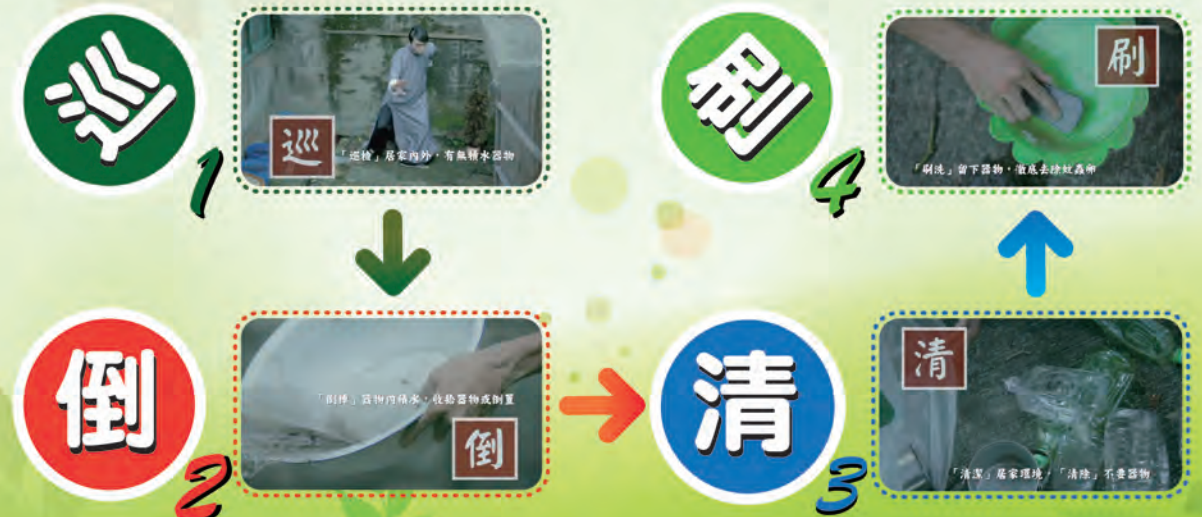 巡
1
巡
「巡檢」居家內外，有無積水器物
倒
2
「倒掉」器物內積水，收拾器物或倒置
倒
清
3
清
「清潔」居家環境，「清除」不要器物
刷
4
刷
「刷洗」留下器物，徹底去除蚊蟲卵